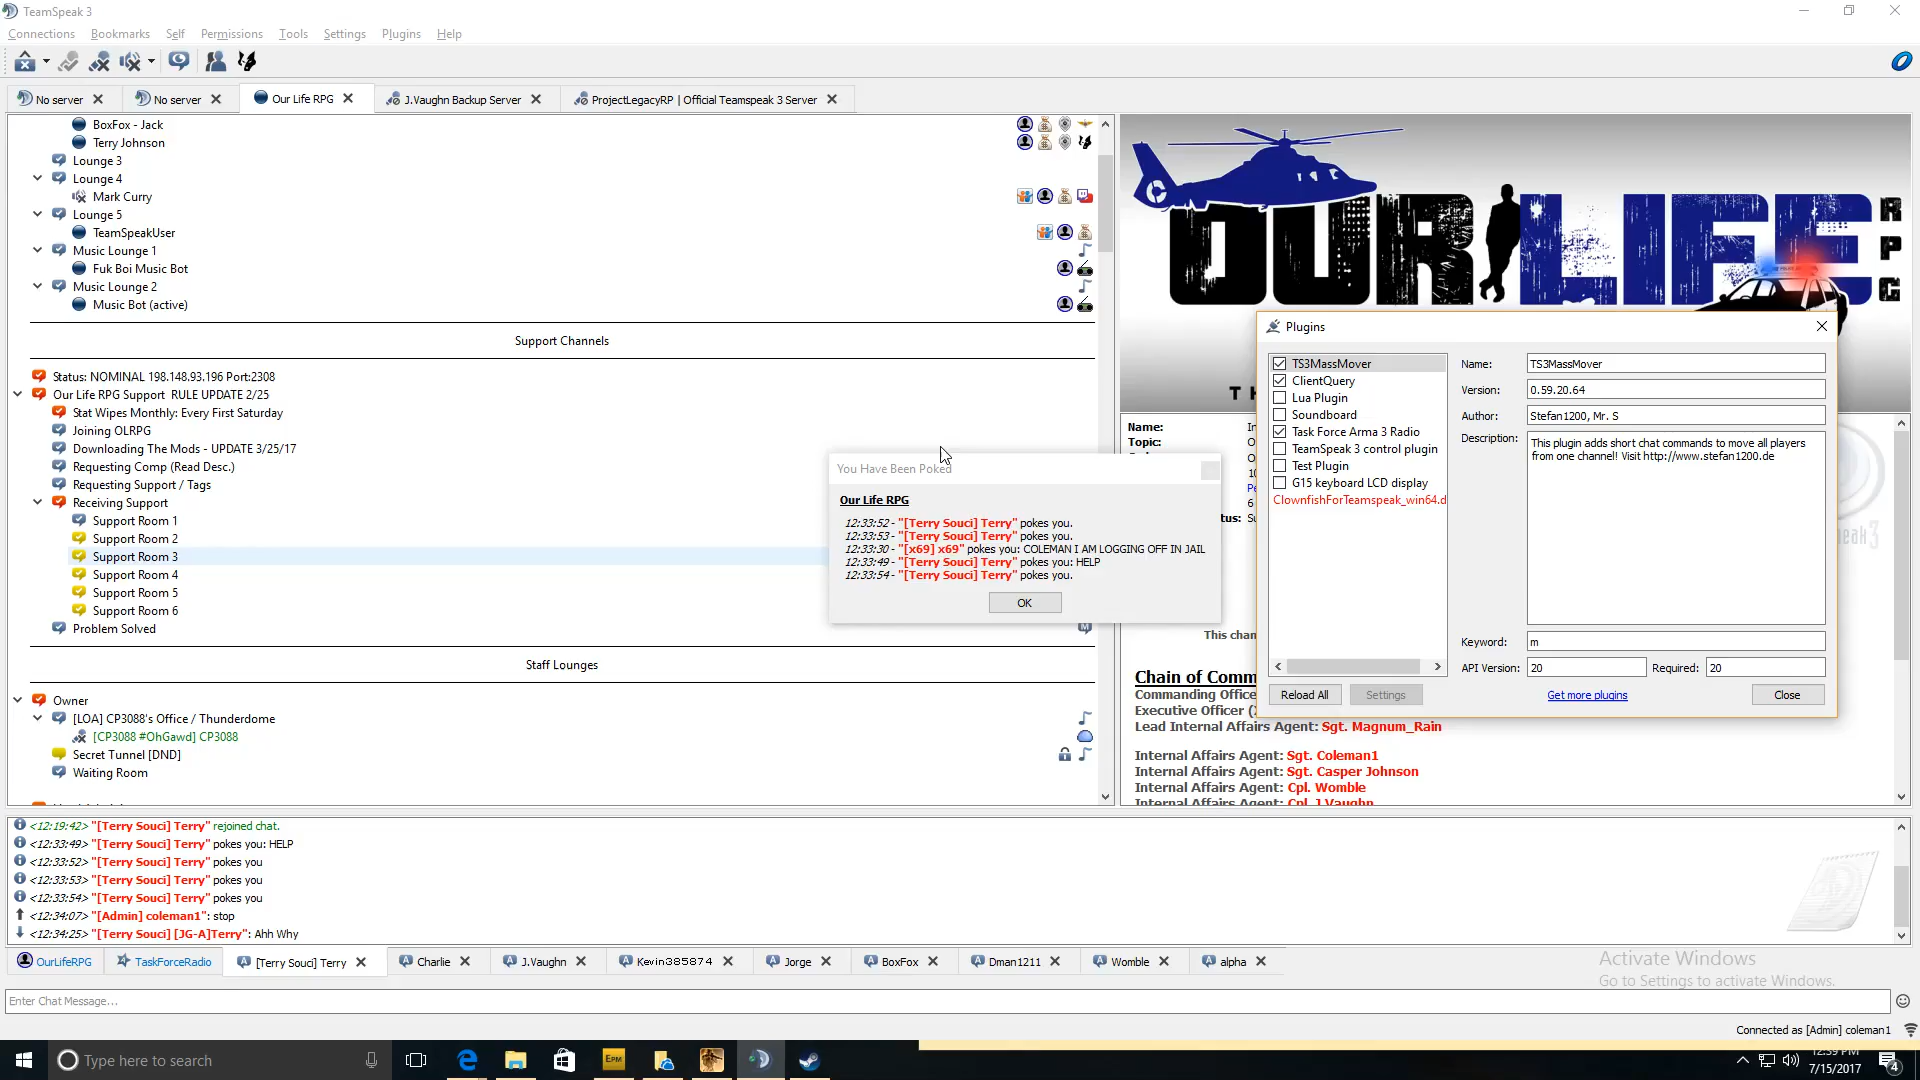 TeamSpeak 3
Connections Bookmarks Self Permissions Tools Settings Plugins Help
No server No server Our Life RPG J.Vaughn Backup Server ProjectLegacyRP | Official Teamspeak 3 Server
BoxFox - Jack
Terry Johnson
Lounge 3
Lounge 4
Mark Curry
Lounge 5
TeamSpeakUser
Music Lounge 1
Fuk Boi Music Bot
Music Lounge 2
Music Bot (active)
Support Channels
Status: NOMINAL 198.148.93.196 Port:2308
Our Life RPG Support RULE UPDATE 2/25
Stat Wipes Monthly: Every First Saturday
Joining OLRPG
Downloading The Mods - UPDATE 3/25/17
Requesting Comp (Read Desc.)
Requesting Support / Tags
Receiving Support
Support Room 1
Support Room 2
Support Room 3
Support Room 4
Support Room 5
Support Room 6
Problem Solved
Staff Lounges
Owner
[LOA] CP3088's Office / Thunderdome
[CP3088 #OhGawd] CP3088
Secret Tunnel [DND]
Waiting Room
OUR LIFE RPG
Name:
Topic:
You Have Been Poked
Our Life RPG
12:33:52 - "[Terry Souci] Terry" pokes you.
12:33:53 - "[Terry Souci] Terry" pokes you.
12:33:30 - "[x69] x69" pokes you: COLEMAN I AM LOGGING OFF IN JAIL
12:33:49 - "[Terry Souci] Terry" pokes you: HELP
12:33:54 - "[Terry Souci] Terry" pokes you.
OK
Plugins
TS3MassMover
ClientQuery
Lua Plugin
Soundboard
Task Force Arma 3 Radio
TeamSpeak 3 control plugin
Test Plugin
G15 keyboard LCD display
ClownfishForTeamspeak_win64.d
Reload All Settings
Name: TS3MassMover
Version: 0.59.20.64
Author: Stefan1200, Mr. S
Description: This plugin adds short chat commands to move all players
from one channel! Visit http://www.stefan1200.de
Keyword: m
API Version: 20 Required: 20
Get more plugins Close
This chan
Chain of Comm
Commanding Office
Executive Officer (
Lead Internal Affairs Agent: Sgt. Magnum_Rain
Internal Affairs Agent: Sgt. Coleman1
Internal Affairs Agent: Sgt. Casper Johnson
Internal Affairs Agent: Cpl. Womble
Internal Affairs Agent: Cpl. J.Vaughn
<12:19:42> "[Terry Souci] Terry" rejoined chat.
<12:33:49> "[Terry Souci] Terry" pokes you: HELP
<12:33:52> "[Terry Souci] Terry" pokes you
<12:33:53> "[Terry Souci] Terry" pokes you
<12:33:54> "[Terry Souci] Terry" pokes you
<12:34:07> "[Admin] coleman1": stop
<12:34:25> "[Terry Souci] [JG-A]Terry": Ahh Why
OurLifeRPG TaskForceRadio [Terry Souci] Terry Charlie J.Vaughn Kevin385874 Jorge BoxFox Dman1211 Womble alpha
Activate Windows
Go to Settings to activate Windows.
Enter Chat Message...
Connected as [Admin] coleman1
Type here to search
EPM
12:39 PM
7/15/2017
4